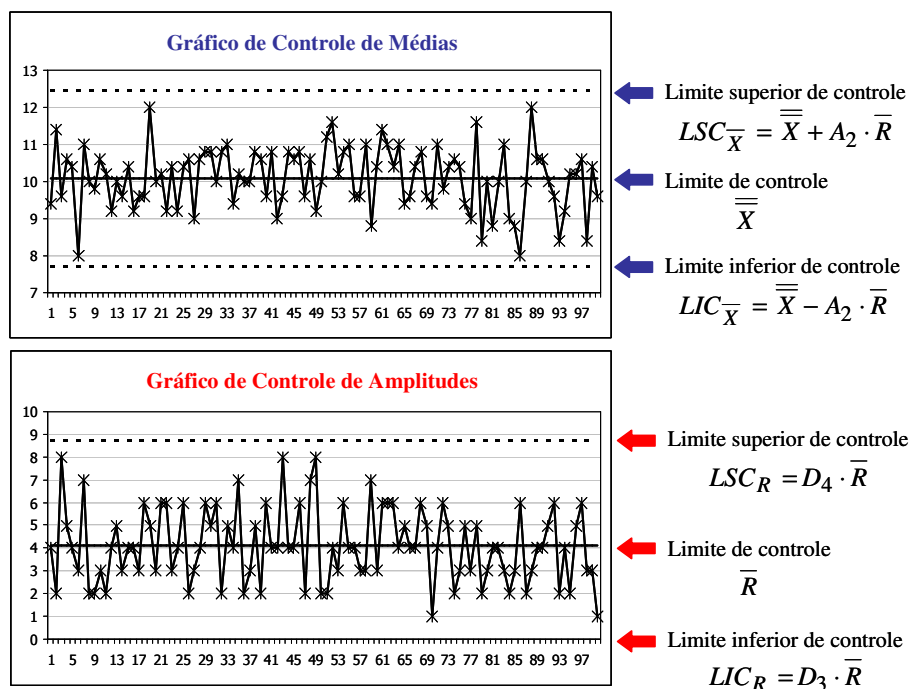 Gráfico de Controle de Médias
13
12
11
10
9
8
7
1 5 9 13 17 21 25 29 33 37 41 45 49 53 57 61 65 69 73 77 81 85 89 93 97
Limite superior de controle
LSC_X̄ = X̿ + A₂ · R̄
Limite de controle
X̿
Limite inferior de controle
LIC_X̄ = X̿ − A₂ · R̄
Gráfico de Controle de Amplitudes
10
9
8
7
6
5
4
3
2
1
0
1 5 9 13 17 21 25 29 33 37 41 45 49 53 57 61 65 69 73 77 81 85 89 93 97
Limite superior de controle
LSC_R = D₄ · R̄
Limite de controle
R̄
Limite inferior de controle
LIC_R = D₃ · R̄